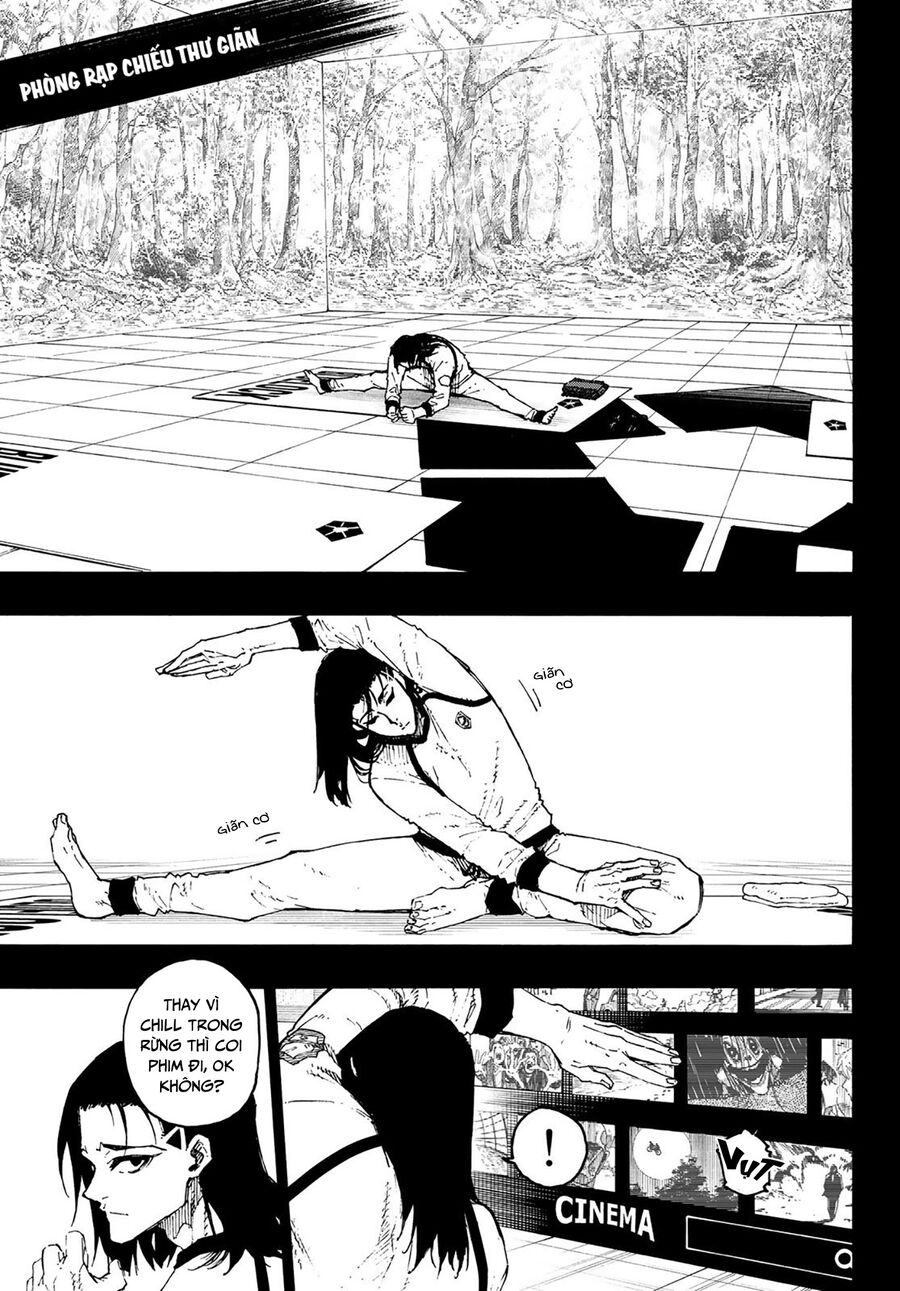 PHÒNG RẠP CHIẾU THƯ GIÃN
Giãn
cơ
Giãn cơ
THAY VÌ
CHILL TRONG
RỪNG THÌ COI
PHIM ĐI, OK
KHÔNG?
!
VụT
CINEMA